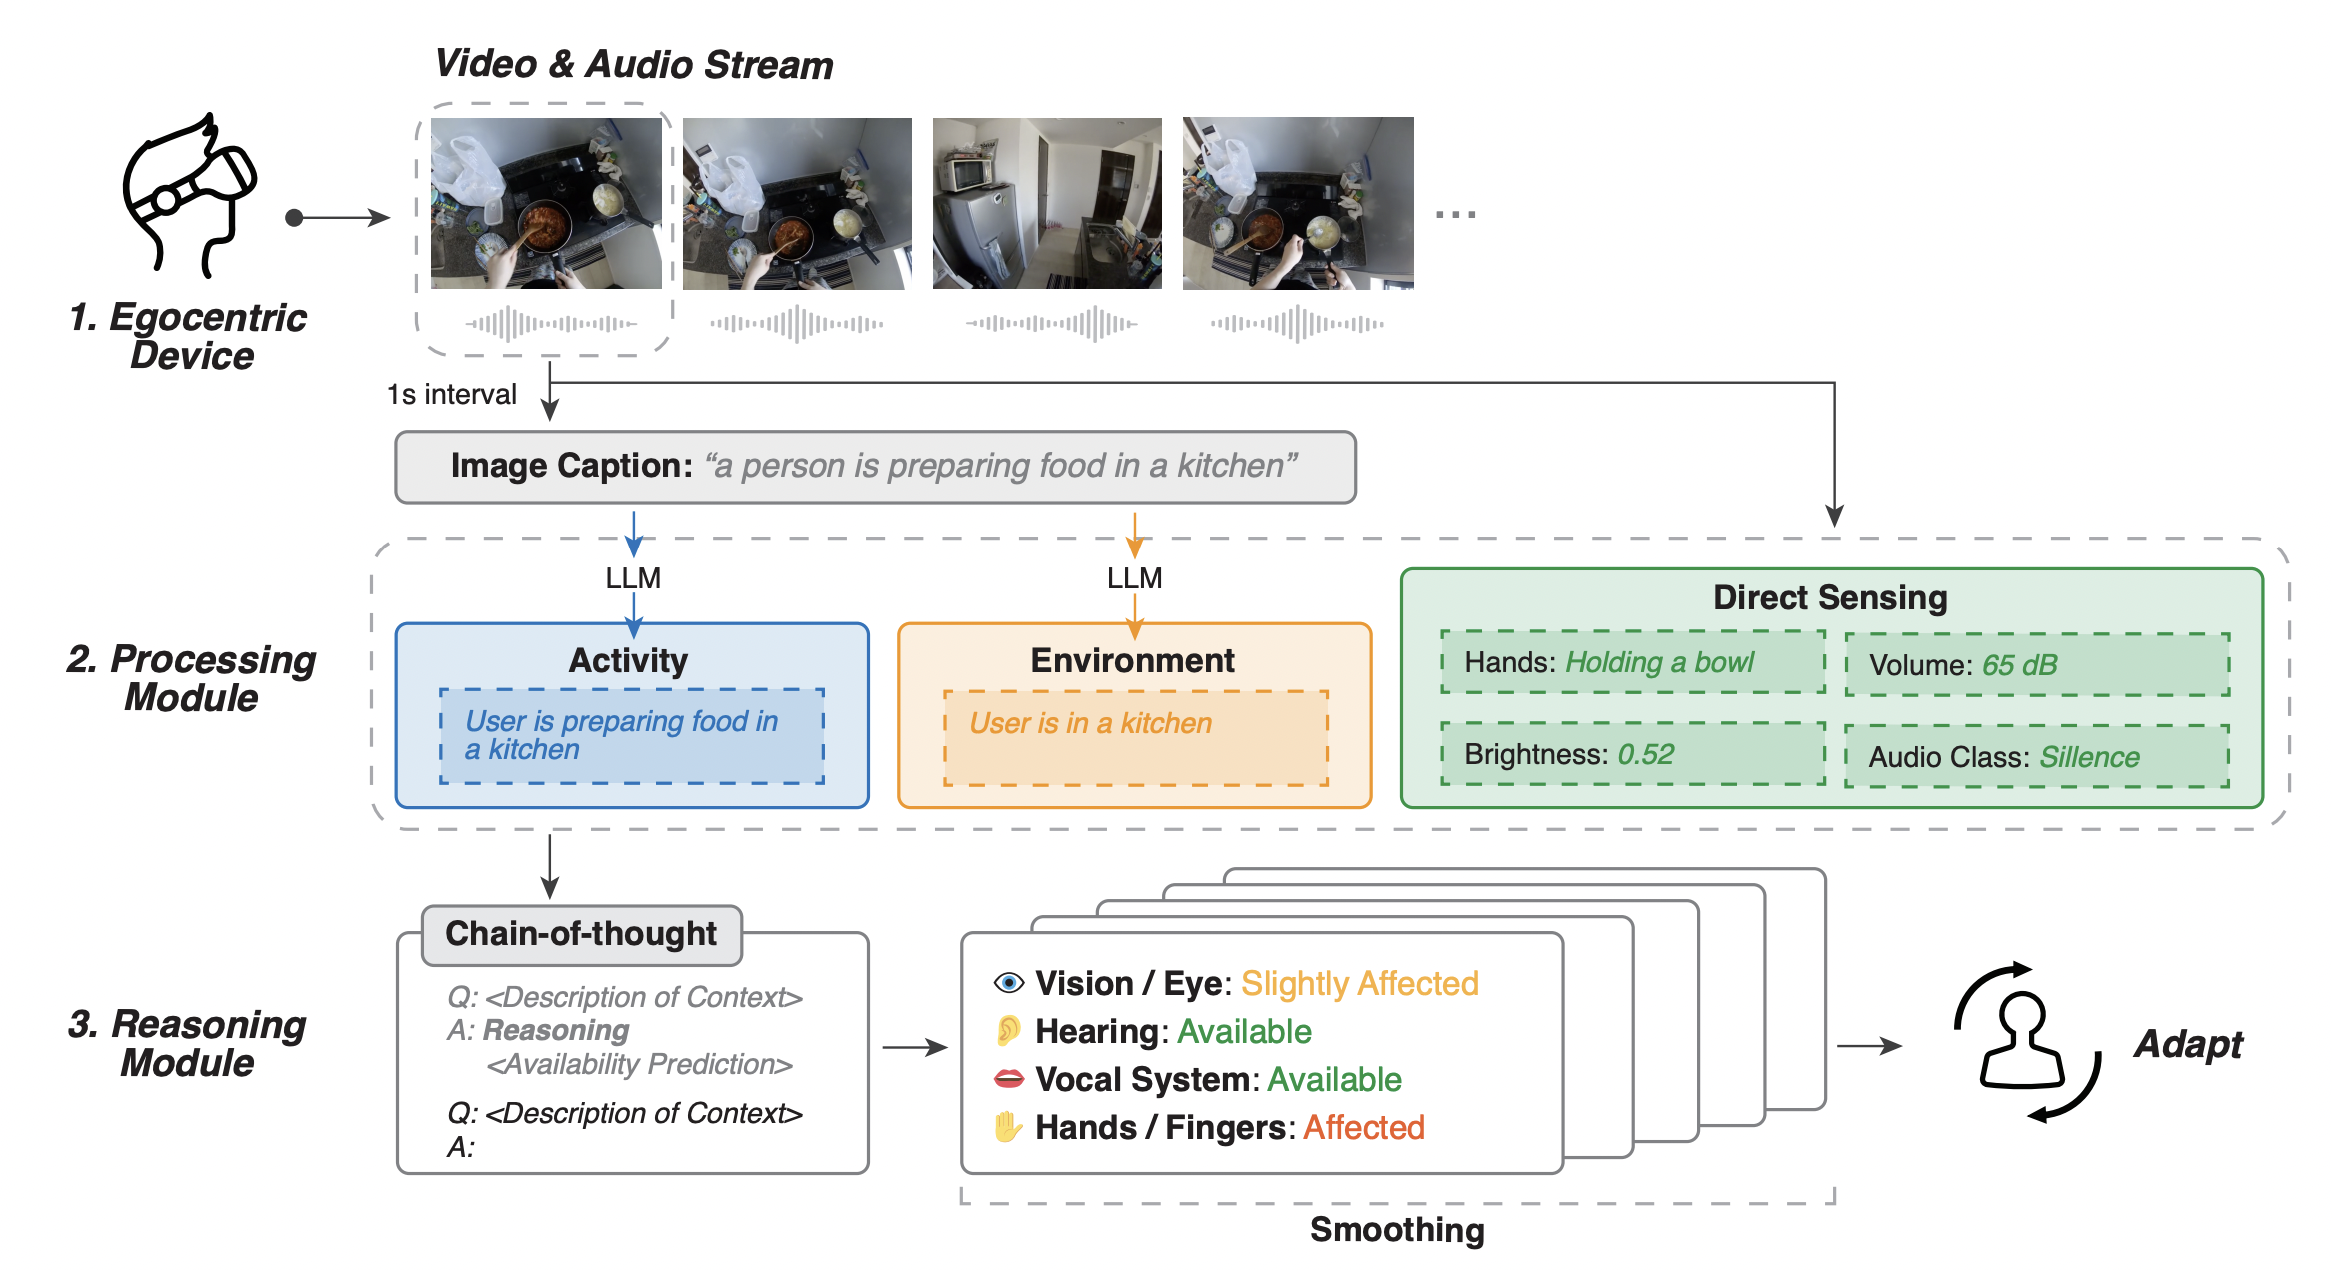 Video & Audio Stream
1. Egocentric
Device
...
1s interval
Image Caption: “a person is preparing food in a kitchen”
LLM
LLM
2. Processing
Module
Activity
User is preparing food in
a kitchen
Environment
User is in a kitchen
Direct Sensing
Hands: Holding a bowl
Volume: 65 dB
Brightness: 0.52
Audio Class: Sillence
3. Reasoning
Module
Chain-of-thought
Q: <Description of Context>
A: Reasoning
<Availability Prediction>
Q: <Description of Context>
A:
Vision / Eye: Slightly Affected
Hearing: Available
Vocal System: Available
Hands / Fingers: Affected
Smoothing
Adapt